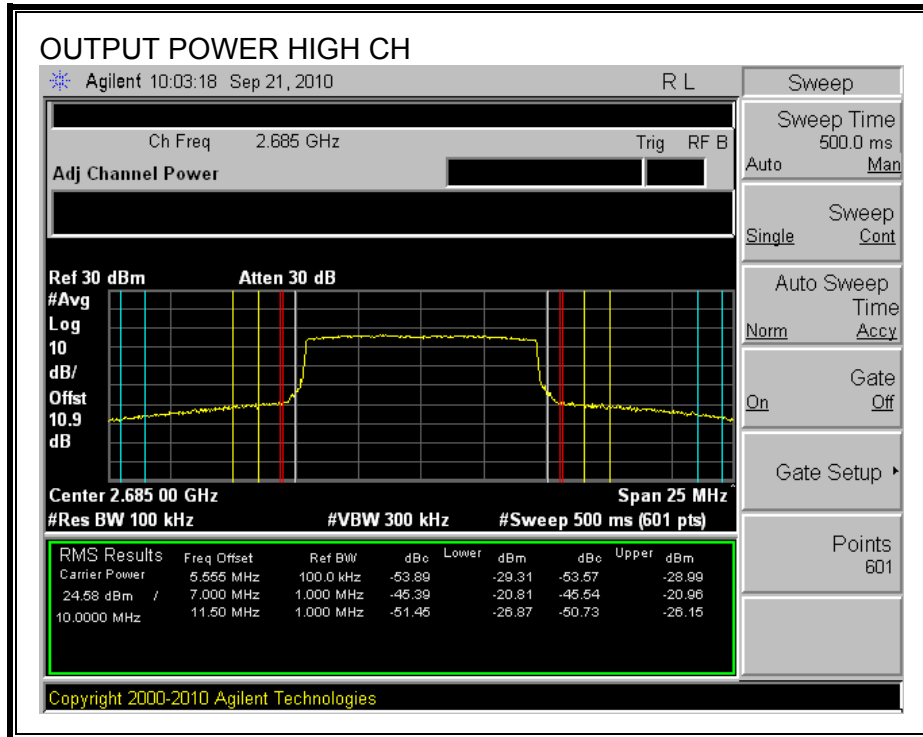 OUTPUT POWER HIGH CH
Agilent 10:03:18 Sep 21, 2010 R L
Ch Freq 2.685 GHz Trig RF B
Adj Channel Power
Ref 30 dBm Atten 30 dB
#Avg
Log
10
dB/
Offst
10.9
dB
Center 2.685 00 GHz Span 25 MHz^
#Res BW 100 kHz #VBW 300 kHz #Sweep 500 ms (601 pts)
RMS Results Freq Offset Ref BW dBc Lower dBm dBc Upper dBm
Carrier Power 5.555 MHz 100.0 kHz -53.89 -29.31 -53.57 -28.99
24.58 dBm / 7.000 MHz 1.000 MHz -45.39 -20.81 -45.54 -20.96
10.0000 MHz 11.50 MHz 1.000 MHz -51.45 -26.87 -50.73 -26.15
Copyright 2000-2010 Agilent Technologies
Sweep
Sweep Time
500.0 ms
Auto Man
Sweep
Single Cont
Auto Sweep
Time
Norm Accy
Gate
On Off
Gate Setup
Points
601